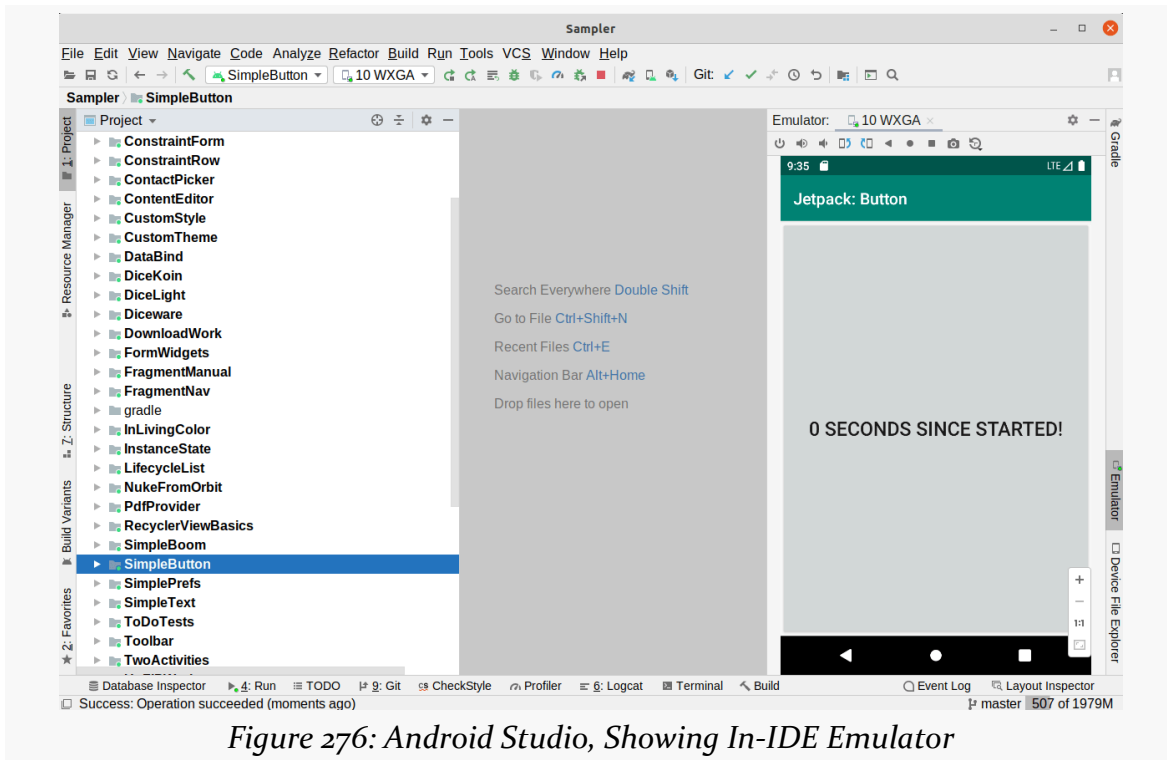 Sampler
File Edit View Navigate Code Analyze Refactor Build Run Tools VCS Window Help
SimpleButton 10 WXGA Git:
Sampler SimpleButton
1: Project
Resource Manager
7: Structure
Build Variants
2: Favorites
Project
ConstraintForm
ConstraintRow
ContactPicker
ContentEditor
CustomStyle
CustomTheme
DataBind
DiceKoin
DiceLight
Diceware
DownloadWork
FormWidgets
FragmentManual
FragmentNav
gradle
InLivingColor
InstanceState
LifecycleList
NukeFromOrbit
PdfProvider
RecyclerViewBasics
SimpleBoom
SimpleButton
SimplePrefs
SimpleText
ToDoTests
Toolbar
TwoActivities
Search Everywhere Double Shift
Go to File Ctrl+Shift+N
Recent Files Ctrl+E
Navigation Bar Alt+Home
Drop files here to open
Emulator: 10 WXGA
9:35 LTE
Jetpack: Button
0 SECONDS SINCE STARTED!
1:1
Gradle
Emulator
Device File Explorer
Database Inspector 4: Run TODO 9: Git CS CheckStyle Profiler 6: Logcat Terminal Build Event Log Layout Inspector
Success: Operation succeeded (moments ago) master 507 of 1979M
Figure 276: Android Studio, Showing In-IDE Emulator